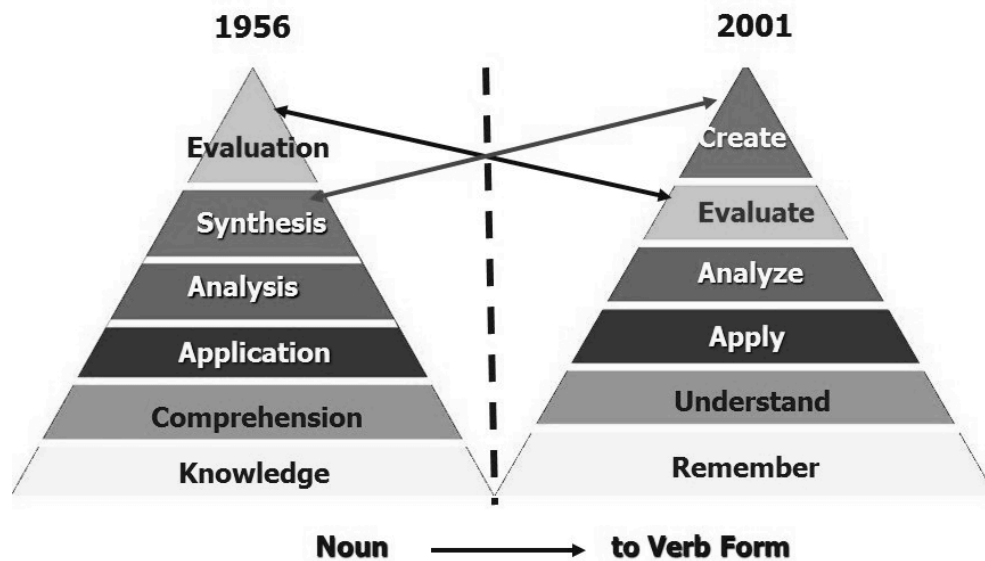 1956
2001
Evaluation
Synthesis
Analysis
Application
Comprehension
Knowledge
Create
Evaluate
Analyze
Apply
Understand
Remember
Noun to Verb Form